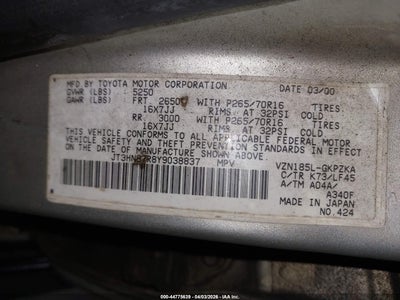 MFD BY TOYOTA MOTOR CORPORATION DATE 03/00
GVWR (LBS) 5250
GAWR (LBS) FRT 2650 WITH P265/70R16 TIRES
16X7JJ RIMS AT 32PSI COLD
RR 3000 WITH P265/70R16 TIRES
16X7JJ RIMS AT 32PSI COLD
THIS VEHICLE CONFORMS TO ALL APPLICABLE FEDERAL MOTOR
VEHICLE SAFETY AND THEFT PREVENTION STANDARDS IN EFFECT
ON THE DATE OF MANUFACTURE SHOWN ABOVE.
JT3HN87R8Y9038837 MPV
VZN185L-GKPZKA
C/TR K73/LF45
A/TM A04A/
A340F
MADE IN JAPAN
NO.424
000-44775639 - 04/03/2026 - IAA Holdings, LLC.